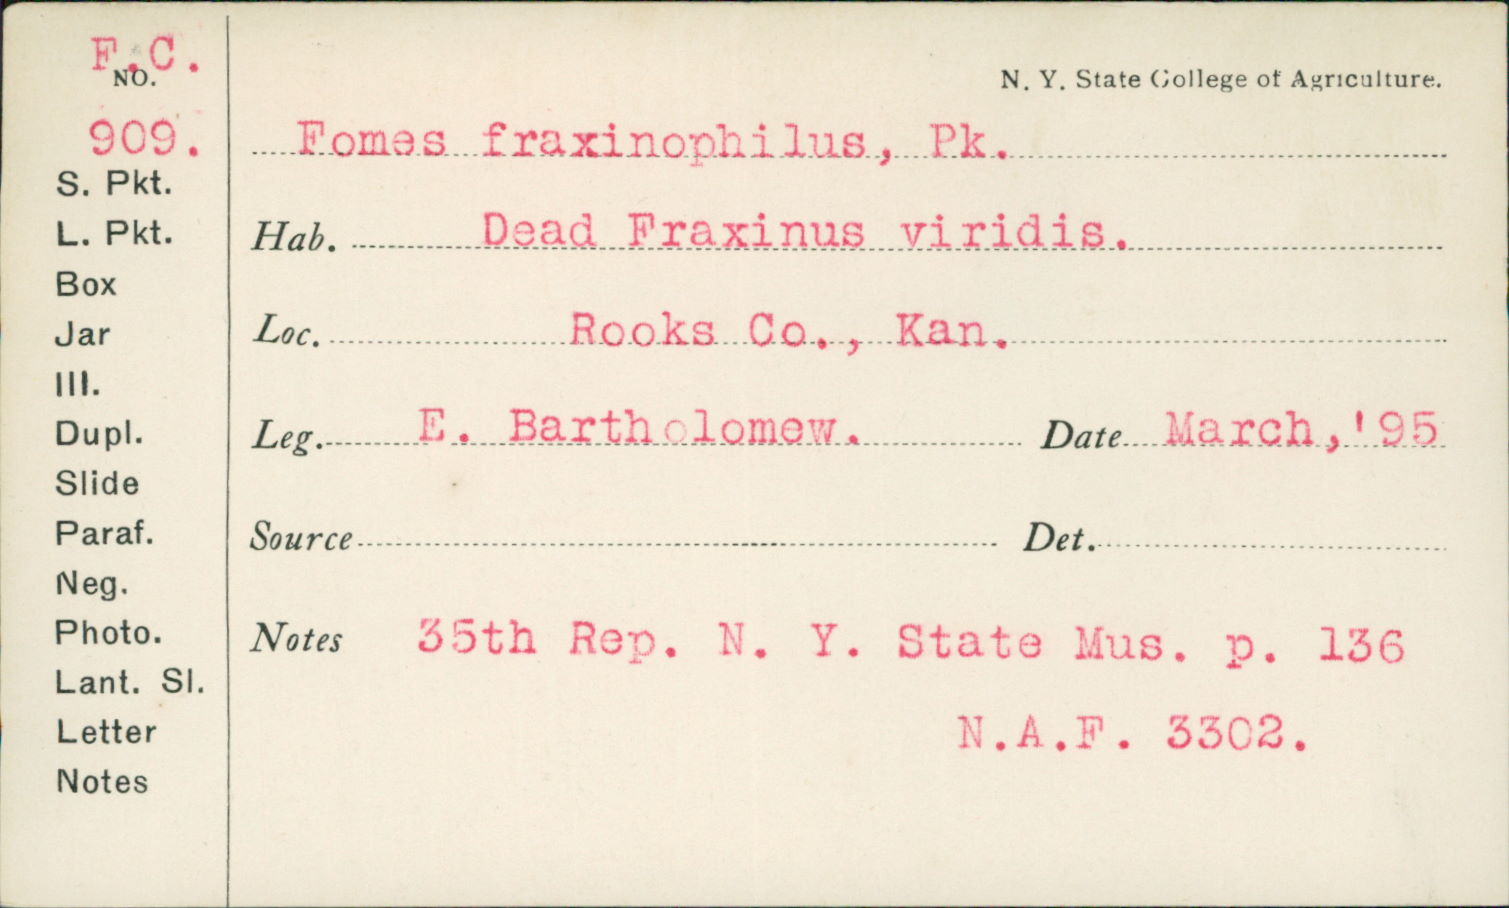 F.C.
NO.
909.
S. Pkt.
L. Pkt.
Box
Jar
Ill.
Dupl.
Slide
Paraf.
Neg.
Photo.
Lant. Sl.
Letter
Notes
N. Y. State College of Agriculture.
Fomes fraxinophilus, Pk.
Hab. Dead Fraxinus viridis.
Loc. Rooks Co., Kan.
Leg. E. Bartholomew. Date March,'95
Source Det.
Notes 35th Rep. N. Y. State Mus. p. 136
N.A.F. 3302.